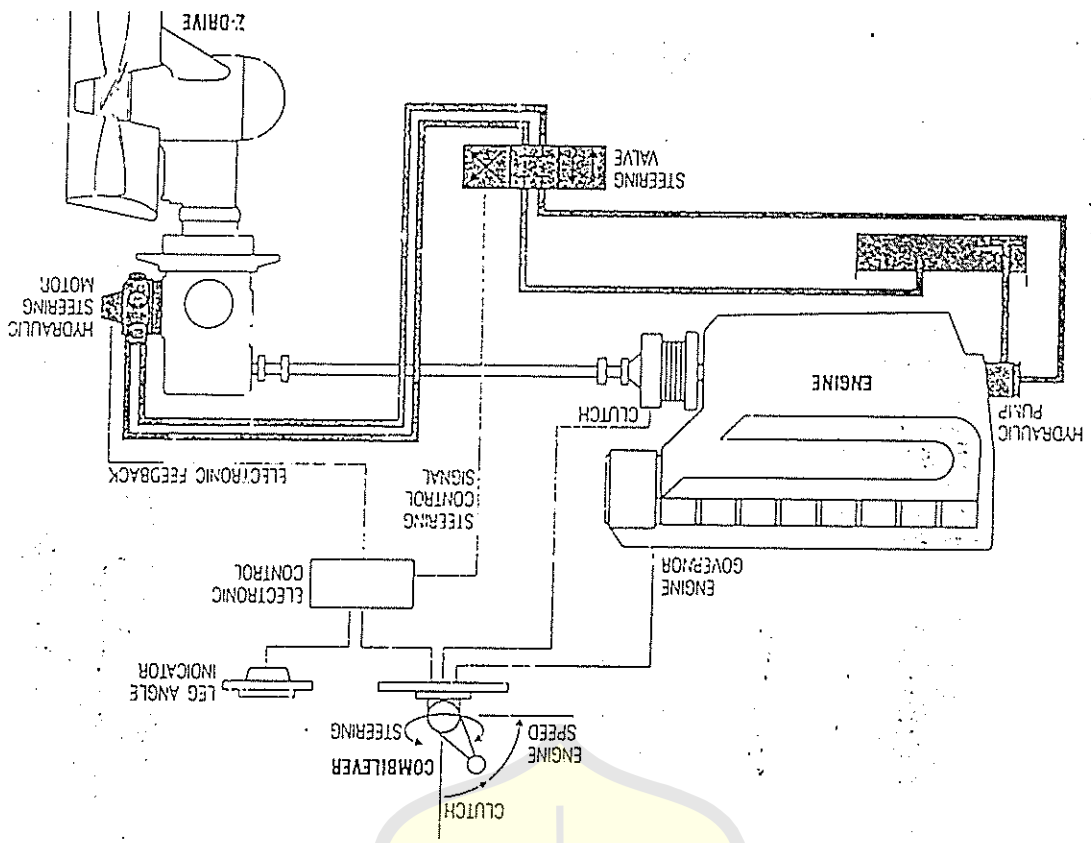 CLUTCH
COMBILEVER
STEERING
ENGINE
SPEED
LEG ANGLE
INDICATOR
ELECTRONIC
CONTROL
ENGINE
GOVERNOR
STEERING
CONTROL
SIGNAL
ELECTRONIC FEEDBACK
HYDRAULIC
PUMP
ENGINE
CLUTCH
HYDRAULIC
STEERING
MOTOR
STEERING
VALVE
Z-DRIVE